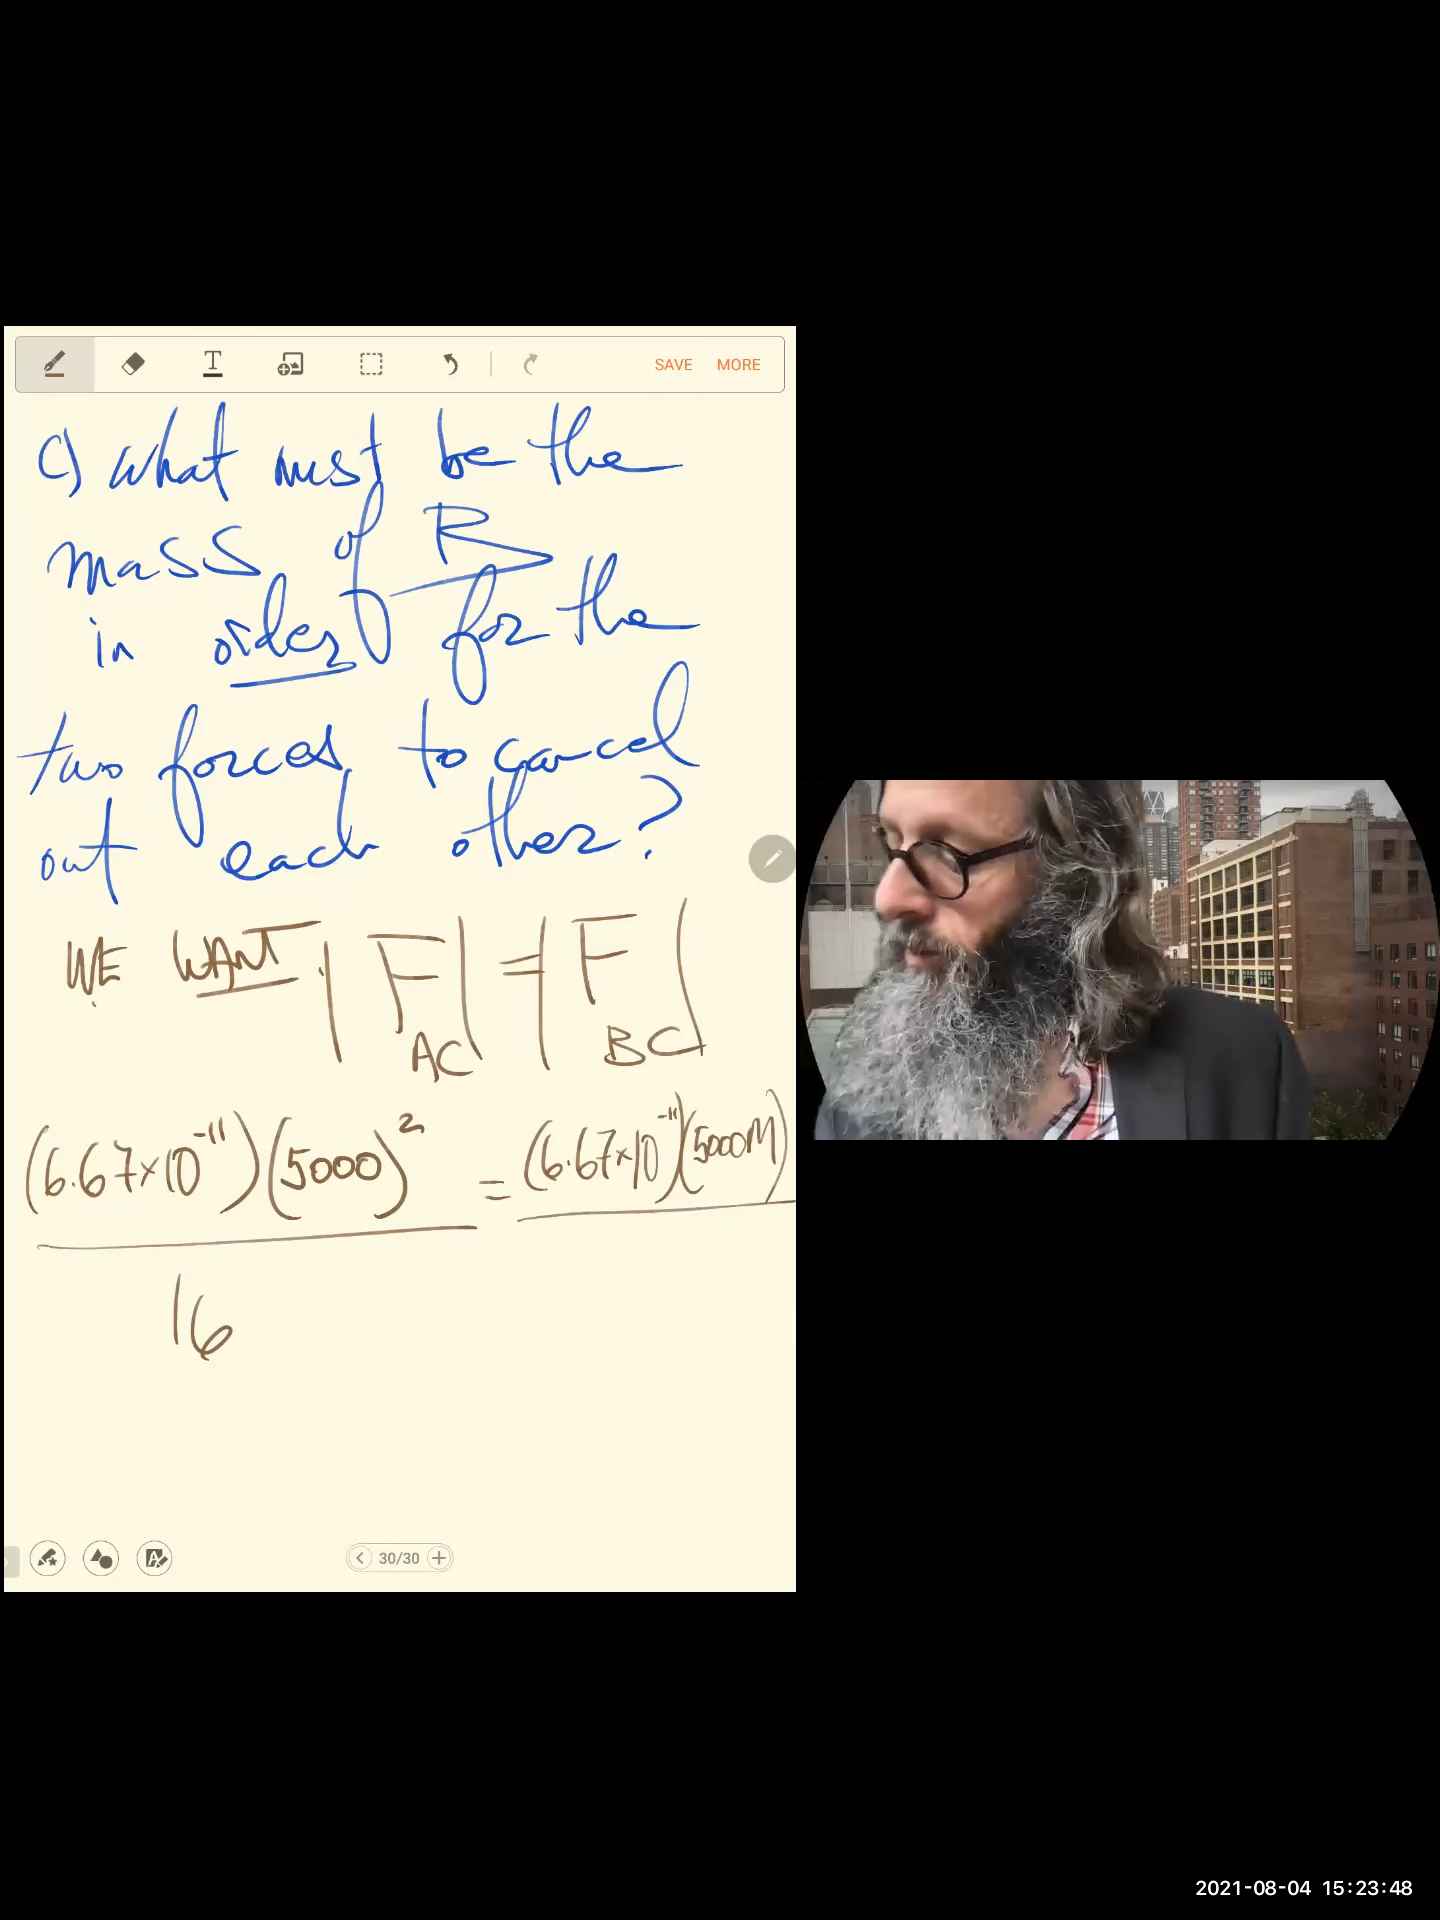 T
SAVE MORE
c) what must be the
mass of B
in order for the
two forces to cancel
out each other?
WE WANT |F_AC| = |F_BC|
(6.67×10^-11)(5000)^2 = (6.67×10^-11)(5000M)
16
30/30
2021-08-04 15:23:48